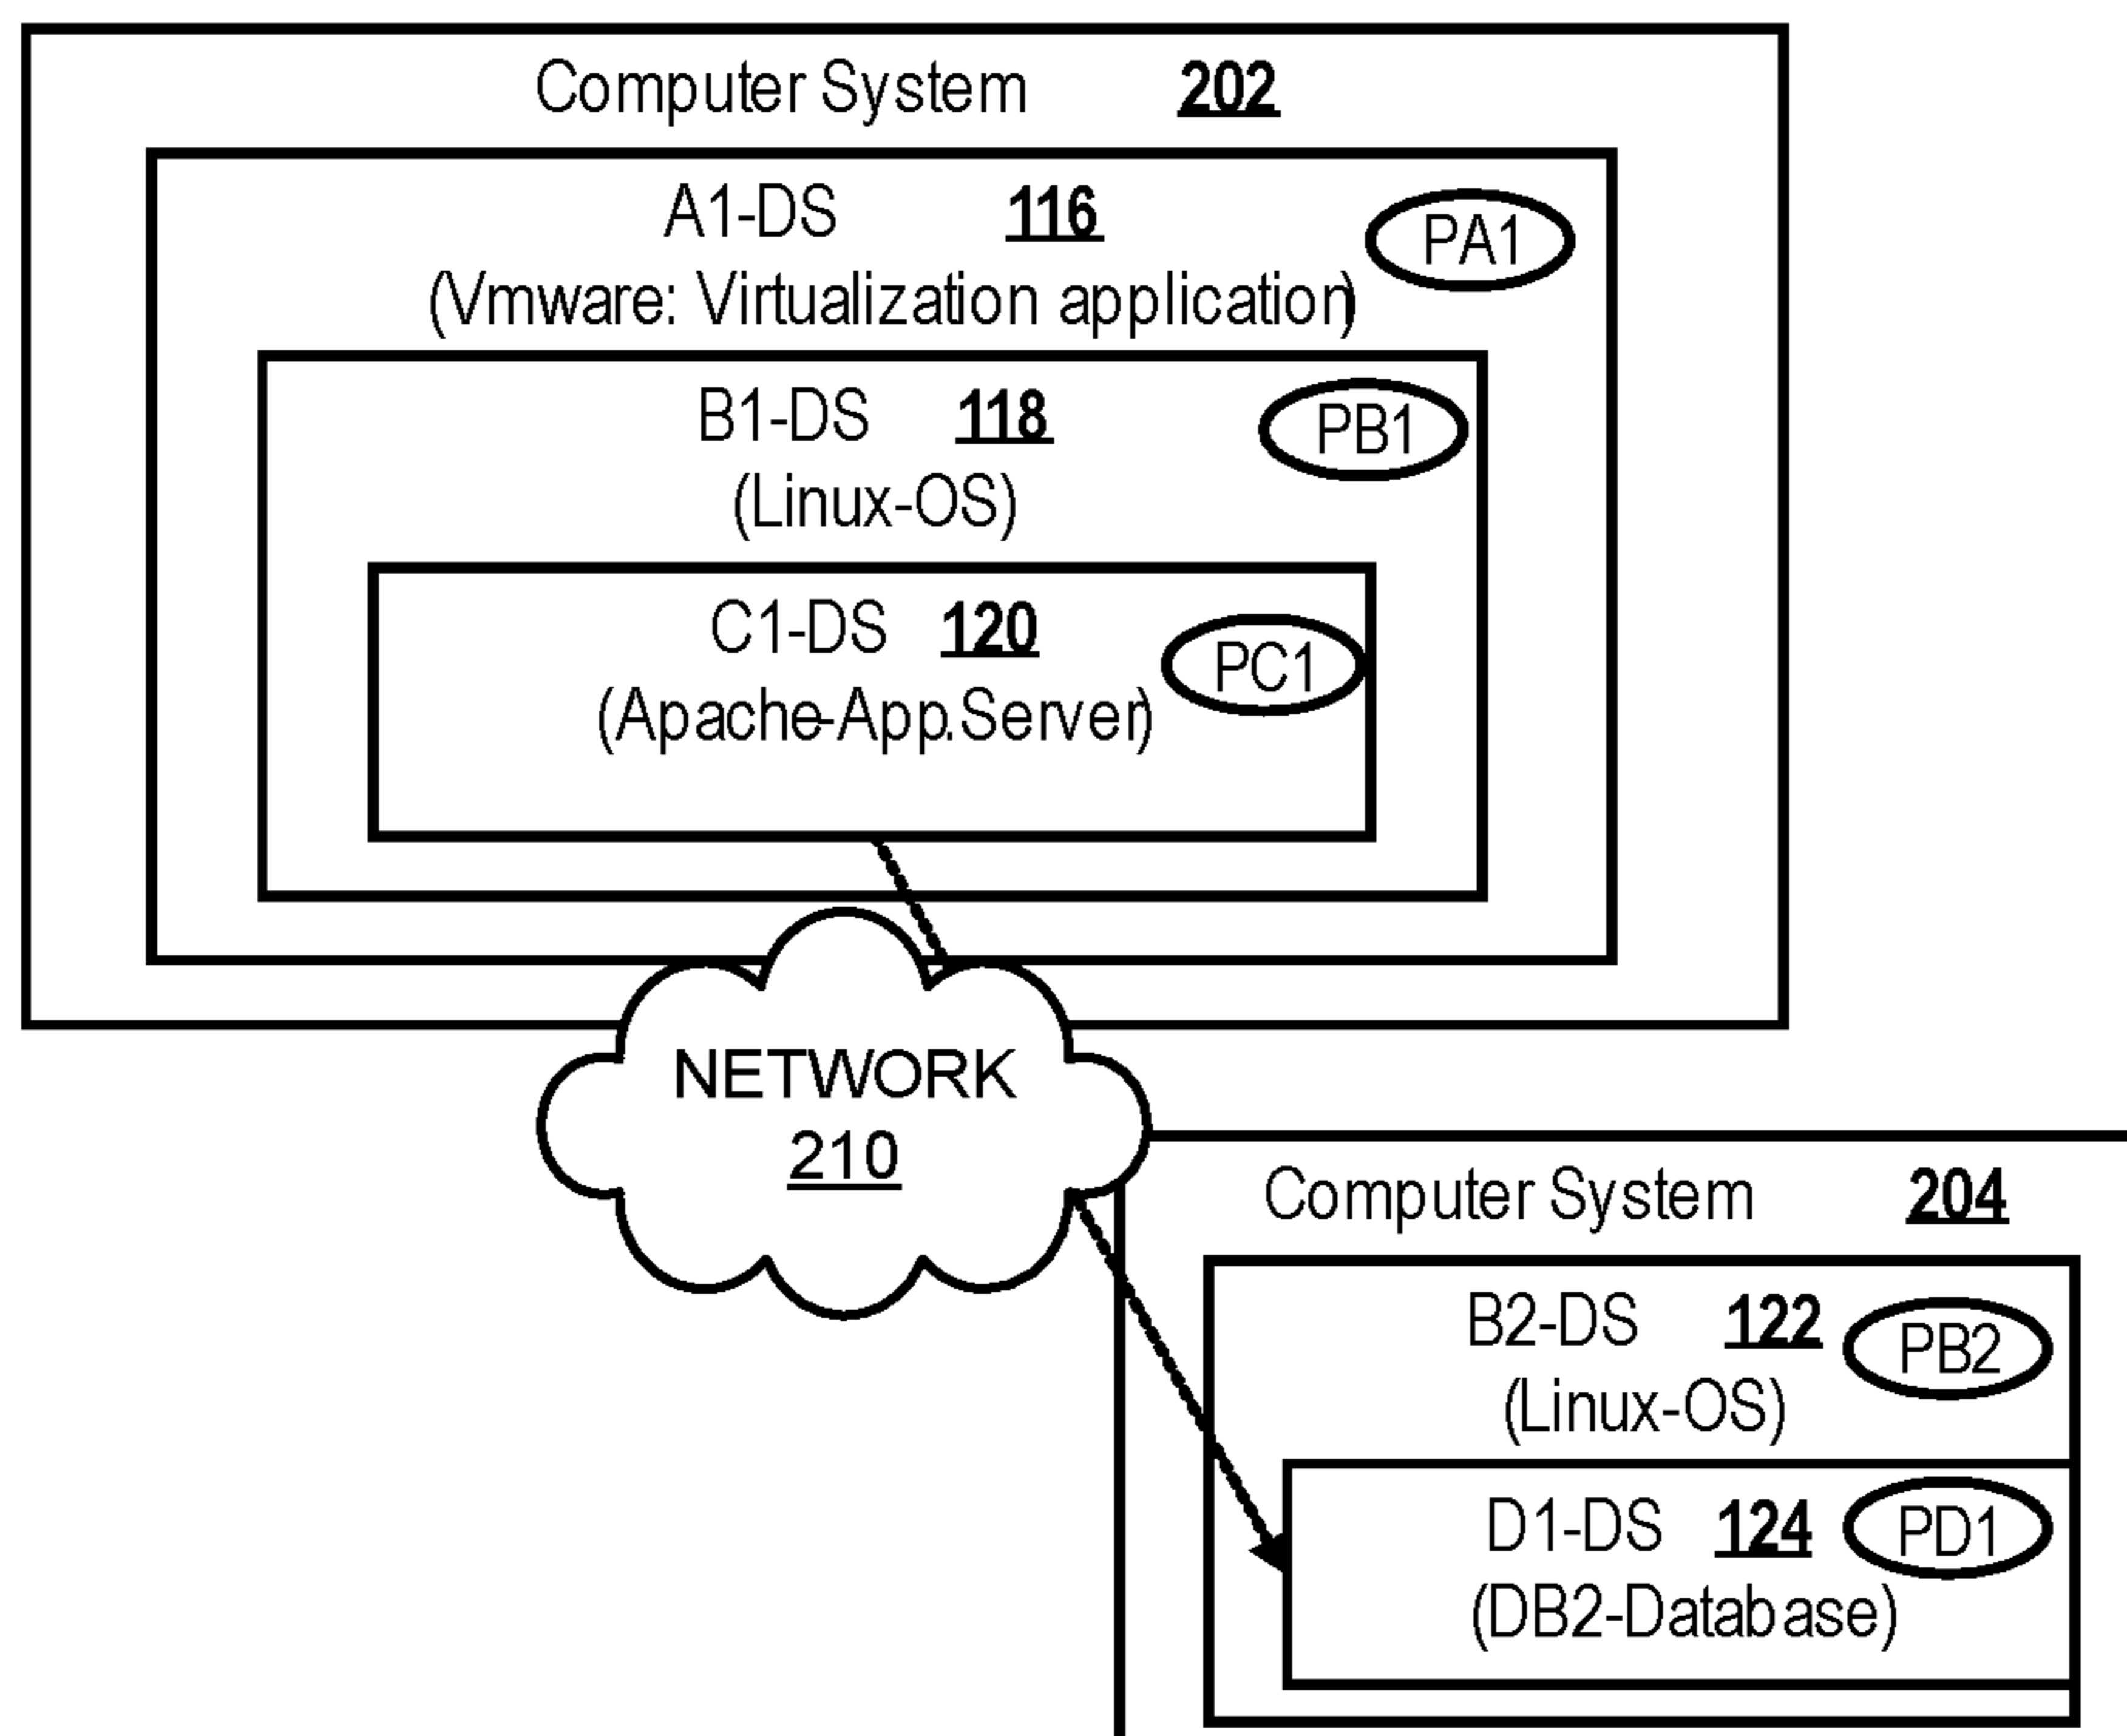 Computer System 202
A1-DS 116
PA1
(Vmware: Virtualization application)
B1-DS 118
PB1
(Linux-OS)
C1-DS 120
PC1
(Apache-App.Server)
NETWORK
210
Computer System 204
B2-DS 122
PB2
(Linux-OS)
D1-DS 124
PD1
(DB2-Database)